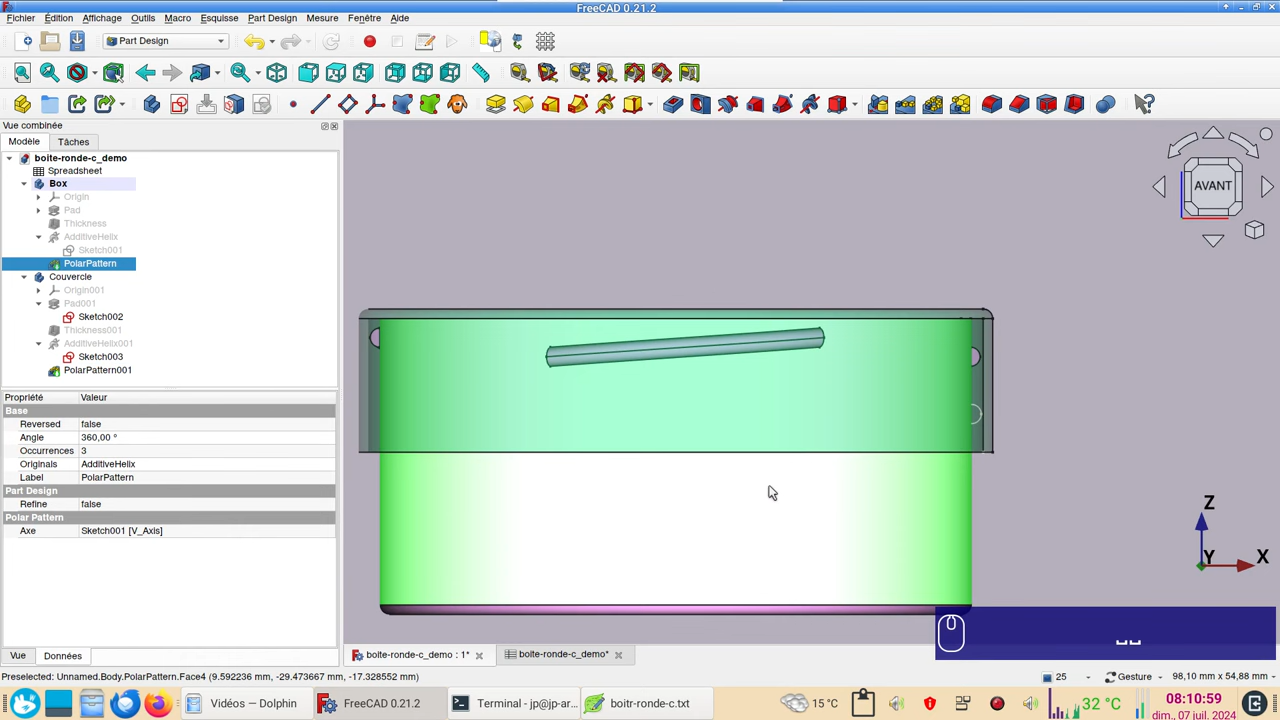 FreeCAD 0.21.2
Fichier Édition Affichage Outils Macro Esquisse Part Design Mesure Fenêtre Aide
Part Design
Vue combinée
Modèle Tâches
boite-ronde-c_demo
Spreadsheet
Box
Origin
Pad
Thickness
AdditiveHelix
Sketch001
PolarPattern
Couvercle
Origin001
Pad001
Sketch002
Thickness001
AdditiveHelix001
Sketch003
PolarPattern001
Propriété Valeur
Base
Reversed false
Angle 360,00 °
Occurrences 3
Originals AdditiveHelix
Label PolarPattern
Part Design
Refine false
Polar Pattern
Axe Sketch001 [V_Axis]
Vue Données
AVANT
Z
Y X
boite-ronde-c_demo : 1* boite-ronde-c_demo*
Preselected: Unnamed.Body.PolarPattern.Face4 (9.592236 mm, -29.473667 mm, -17.328552 mm)
25 Gesture 98,10 mm x 54,88 mm
Vidéos — Dolphin FreeCAD 0.21.2 Terminal - jp@jp-ar... boitr-ronde-c.txt
15 °C 32 °C 08:10:59
dim., 07 juil. 2024